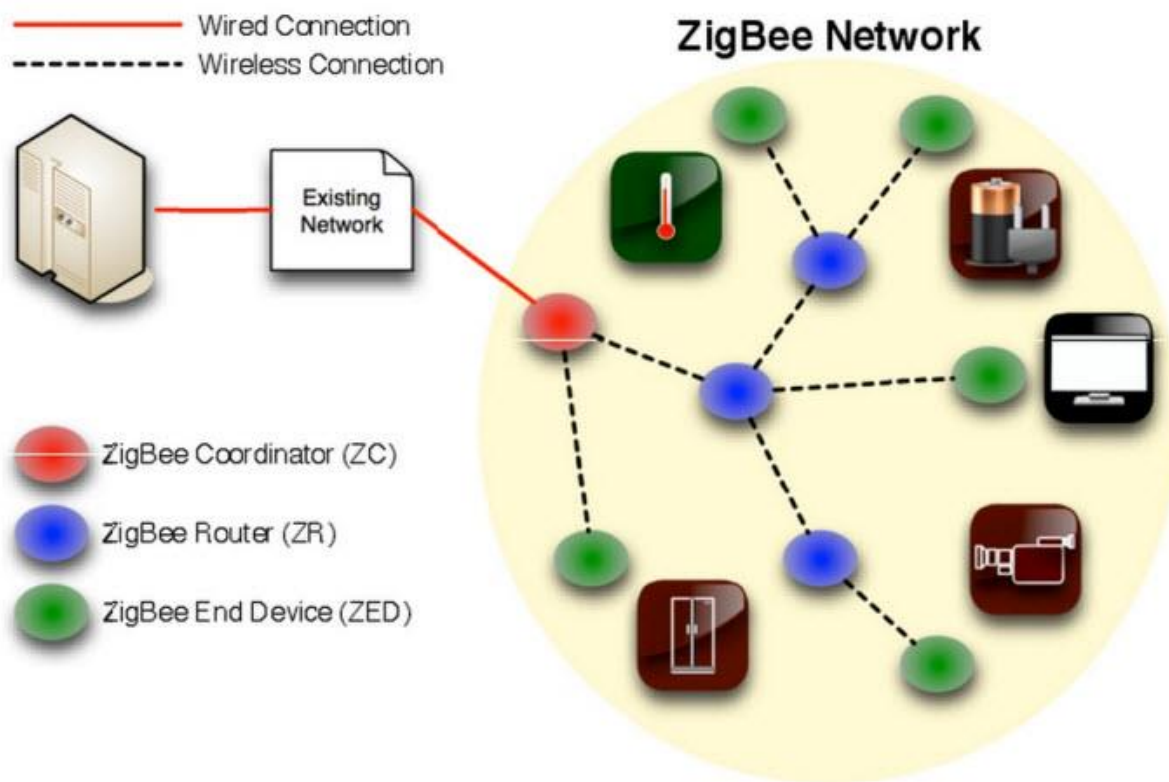 Wired Connection
Wireless Connection
ZigBee Network
Existing
Network
ZigBee Coordinator (ZC)
ZigBee Router (ZR)
ZigBee End Device (ZED)